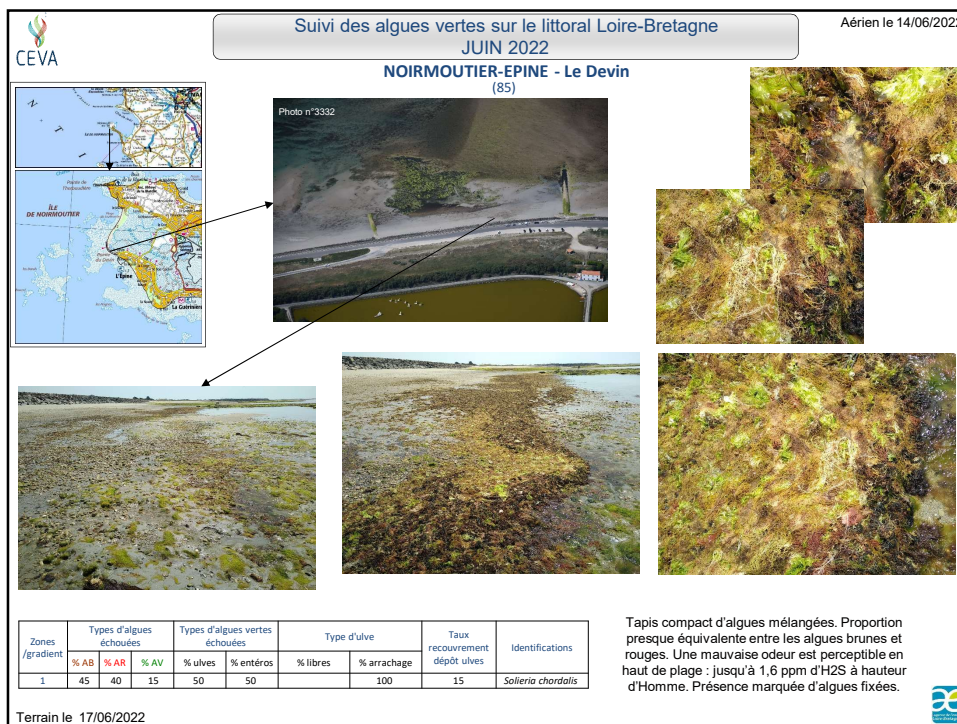 CEVA
Suivi des algues vertes sur le littoral Loire-Bretagne
JUIN 2022
Aérien le 14/06/2022
NOIRMOUTIER-EPINE - Le Devin
(85)
Photo n°3332
ÎLE
DE NOIRMOUTIER
L'Épine
La Guérinière
Zones
/gradient
Types d'algues
échouées
Types d'algues vertes
échouées
Type d'ulve
Taux
recouvrement
dépôt ulves
Identifications
% AB % AR % AV % ulves % entéros % libres % arrachage
1 45 40 15 50 50 100 15 Solieria chordalis
Tapis compact d'algues mélangées. Proportion
presque équivalente entre les algues brunes et
rouges. Une mauvaise odeur est perceptible en
haut de plage : jusqu'à 1,6 ppm d'H2S à hauteur
d'Homme. Présence marquée d'algues fixées.
Terrain le 17/06/2022